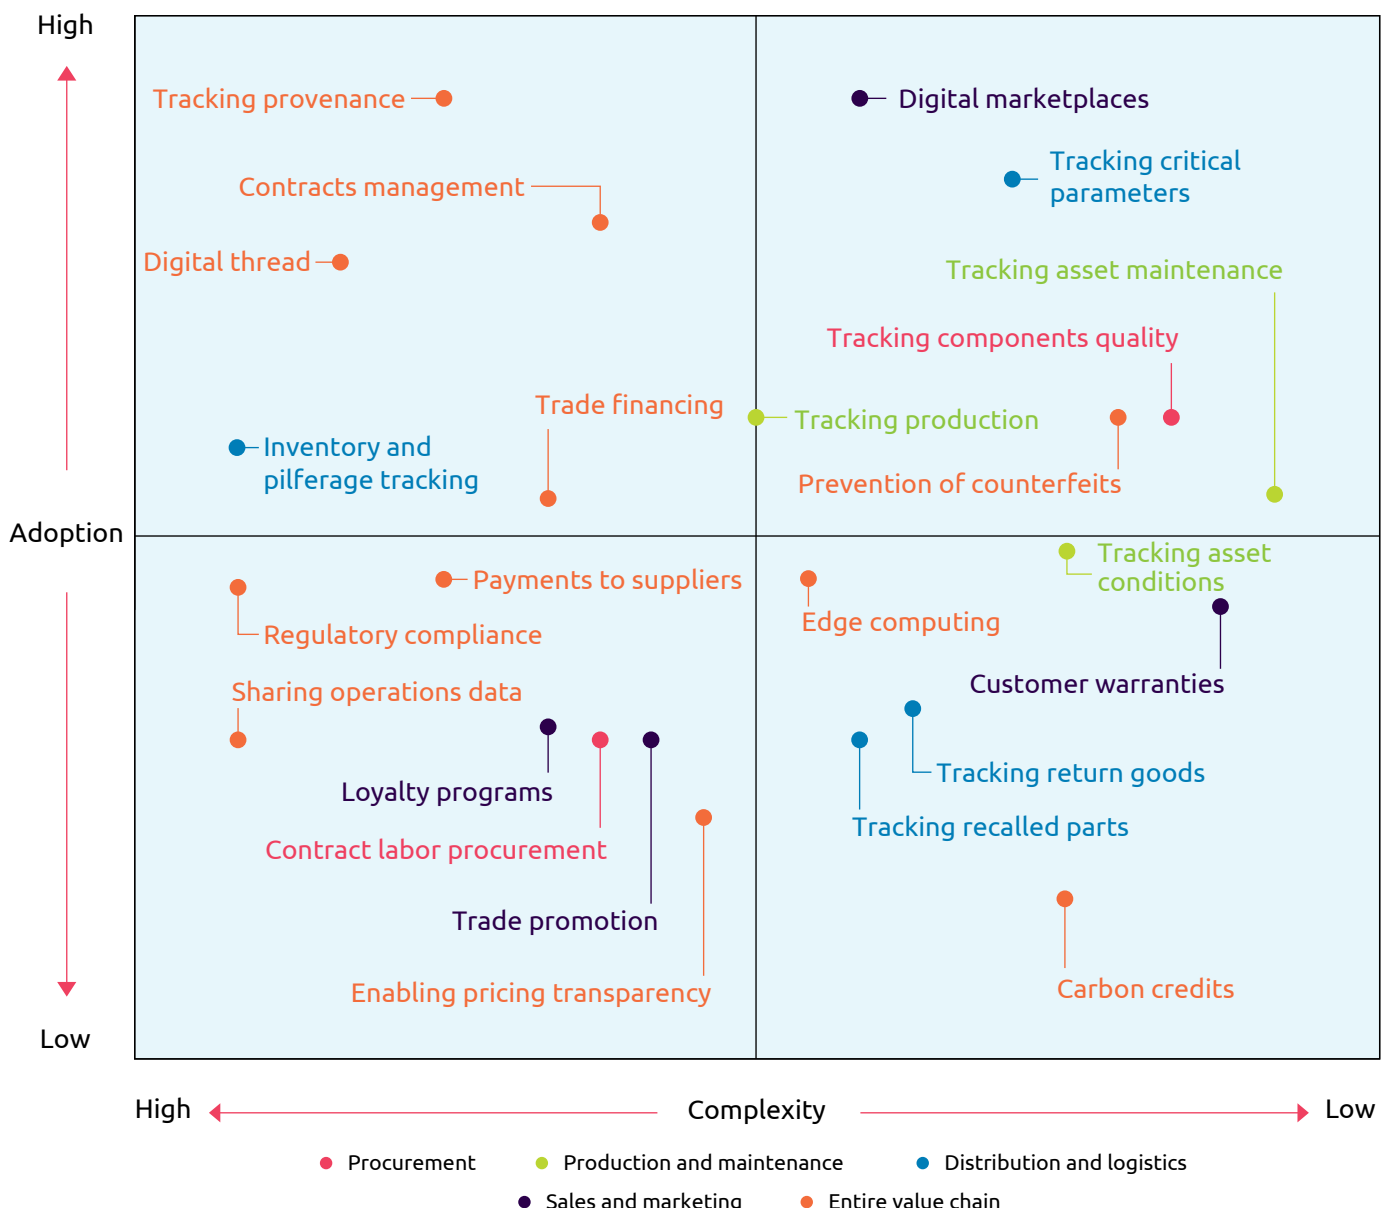 High
Tracking provenance
Digital marketplaces
Tracking critical
parameters
Contracts management
Digital thread
Tracking asset maintenance
Tracking components quality
Trade financing
Tracking production
Inventory and
pilferage tracking
Prevention of counterfeits
Adoption
Tracking asset
conditions
Payments to suppliers
Edge computing
Regulatory compliance
Customer warranties
Sharing operations data
Tracking return goods
Loyalty programs
Tracking recalled parts
Contract labor procurement
Trade promotion
Enabling pricing transparency
Carbon credits
Low
High
Complexity
Low
Procurement
Production and maintenance
Distribution and logistics
Sales and marketing
Entire value chain